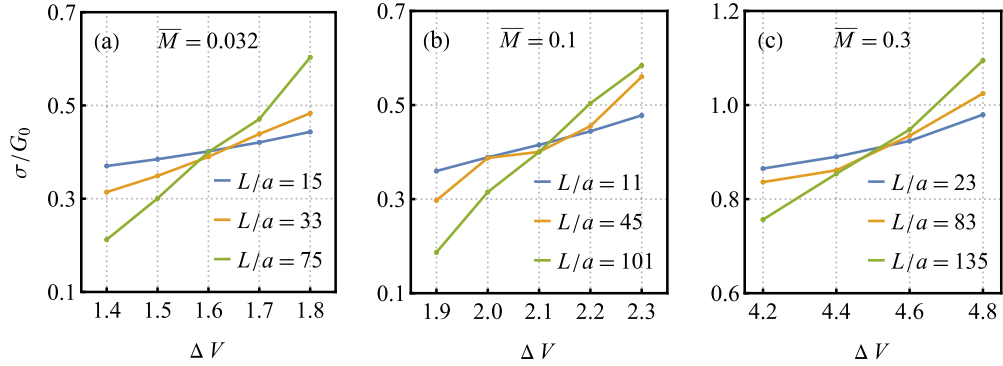 (a) M̅ = 0.032
σ/G₀
0.7
0.5
0.3
0.1
L/a = 15
L/a = 33
L/a = 75
1.4 1.5 1.6 1.7 1.8
Δ V
(b) M̅ = 0.1
0.7
0.5
0.3
0.1
L/a = 11
L/a = 45
L/a = 101
1.9 2.0 2.1 2.2 2.3
Δ V
(c) M̅ = 0.3
1.2
1.0
0.8
0.6
L/a = 23
L/a = 83
L/a = 135
4.2 4.4 4.6 4.8
Δ V